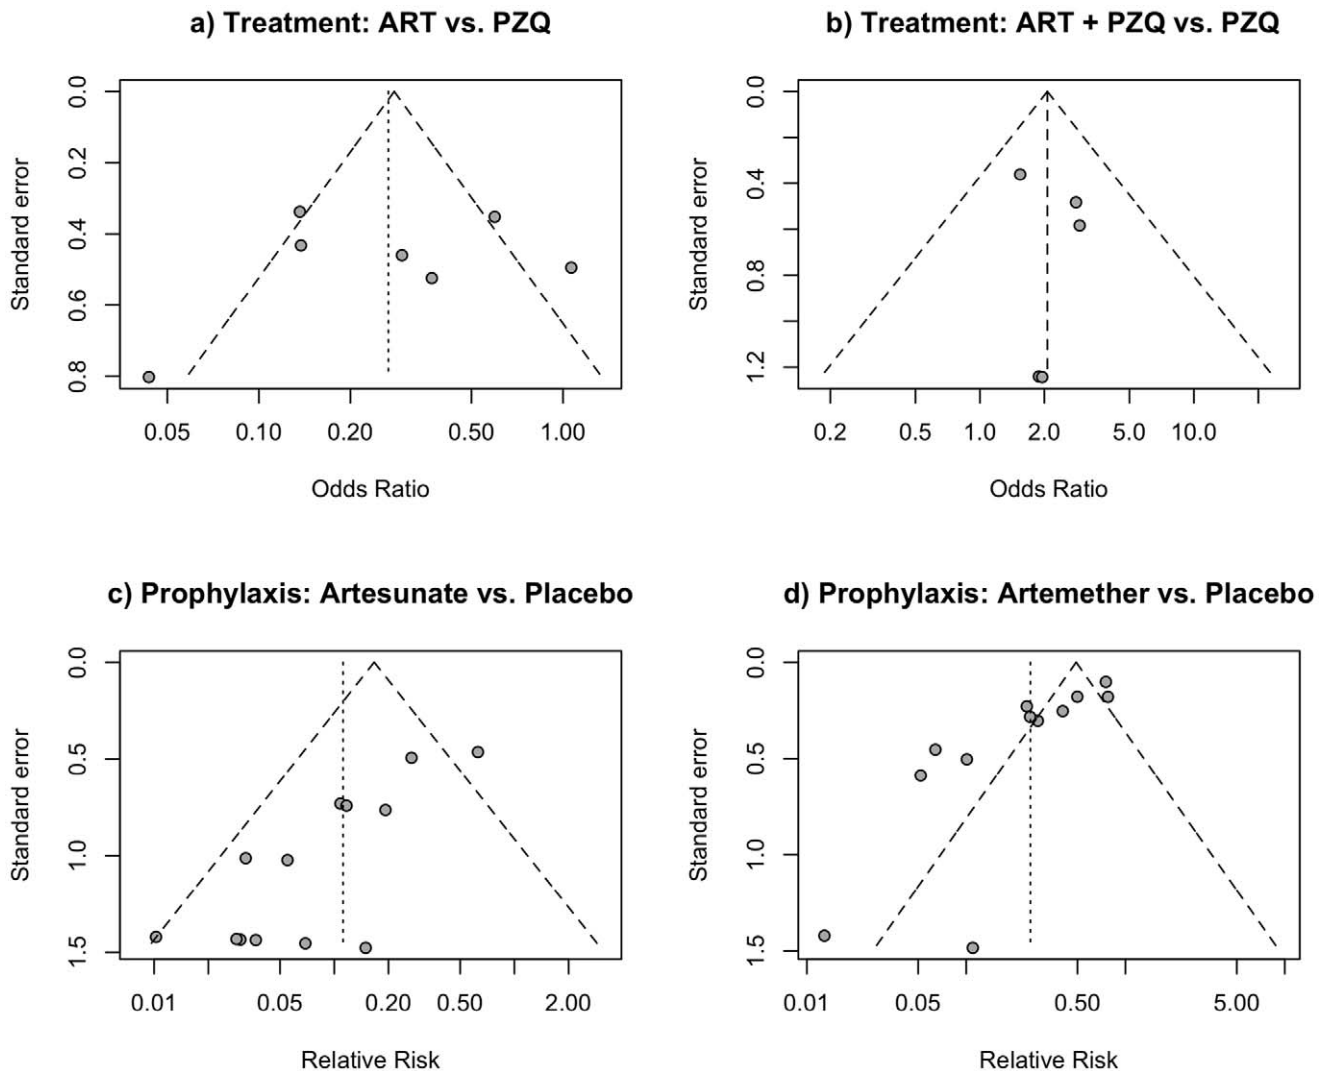 a) Treatment: ART vs. PZQ
Standard error
0.0
0.2
0.4
0.6
0.8
0.05 0.10 0.20 0.50 1.00
Odds Ratio
b) Treatment: ART + PZQ vs. PZQ
Standard error
0.0
0.4
0.8
1.2
0.2 0.5 1.0 2.0 5.0 10.0
Odds Ratio
c) Prophylaxis: Artesunate vs. Placebo
Standard error
0.0
0.5
1.0
1.5
0.01 0.05 0.20 0.50 2.00
Relative Risk
d) Prophylaxis: Artemether vs. Placebo
Standard error
0.0
0.5
1.0
1.5
0.01 0.05 0.50 5.00
Relative Risk